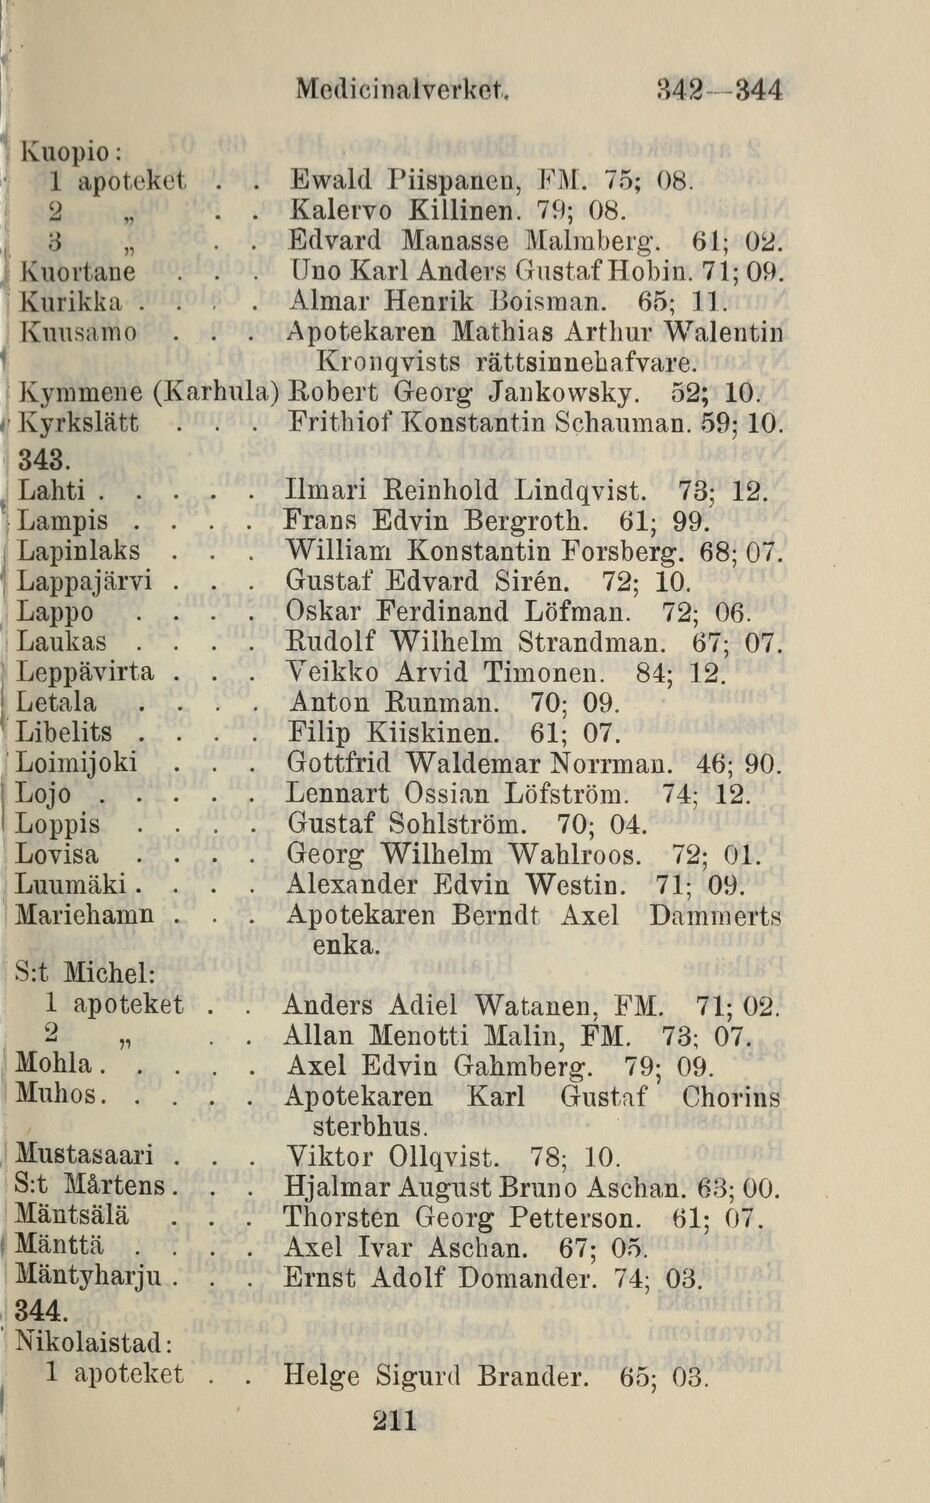 Medicinalverket. 342—344
Kuopio:
1 apoteket . . Ewald Piispanen, FM. 75; 08.
2 „ . . Kalervo Killinen. 79; 08.
3 „ . . Edvard Manasse Malmberg. 61; 02.
Kuortane . . . Uno Karl Anders Gustaf Hobin. 71; 09.
Kurikka . . . . Almar Henrik Boisman. 65; 11.
Kuusamo . . . Apotekaren Mathias Arthur Walentin
Kronqvists rättsinnehafvare.
Kymmene (Karhula) Robert Georg Jankowsky. 52; 10.
Kyrkslätt . . . Frithiof Konstantin Schauman. 59; 10.
343.
Lahti . . . . . Ilmari Reinhold Lindqvist. 73; 12.
Lampis . . . . Frans Edvin Bergroth. 61; 99.
Lapinlaks . . . William Konstantin Forsberg. 68; 07.
Lappajärvi . . . Gustaf Edvard Sirén. 72; 10.
Lappo . . . . Oskar Ferdinand Löfman. 72; 06.
Laukas . . . . Rudolf Wilhelm Strandman. 67; 07.
Leppävirta . . . Veikko Arvid Timonen. 84; 12.
Letala . . . . Anton Runman. 70; 09.
Libelits . . . . Filip Kiiskinen. 61; 07.
Loimijoki . . . Gottfrid Waldemar Norrman. 46; 90.
Lojo . . . . . Lennart Ossian Löfström. 74; 12.
Loppis . . . . Gustaf Sohlström. 70; 04.
Lovisa . . . . Georg Wilhelm Wahlroos. 72; 01.
Luumäki . . . . Alexander Edvin Westin. 71; 09.
Mariehamn . . . Apotekaren Berndt Axel Dammerts
enka.
S:t Michel:
1 apoteket . . Anders Adiel Watanen, FM. 71; 02.
2 „ . . Allan Menotti Malin, FM. 73; 07.
Mohla . . . . . Axel Edvin Gahmberg. 79; 09.
Muhos . . . . . Apotekaren Karl Gustaf Chorins
sterbhus.
Mustasaari . . . Viktor Ollqvist. 78; 10.
S:t Mårtens . . . Hjalmar August Bruno Aschan. 63; 00.
Mäntsälä . . . Thorsten Georg Petterson. 61; 07.
Mänttä . . . . Axel Ivar Aschan. 67; 05.
Mäntyharju . . . Ernst Adolf Domander. 74; 03.
344.
Nikolaistad:
1 apoteket . . Helge Sigurd Brander. 65; 03.
211